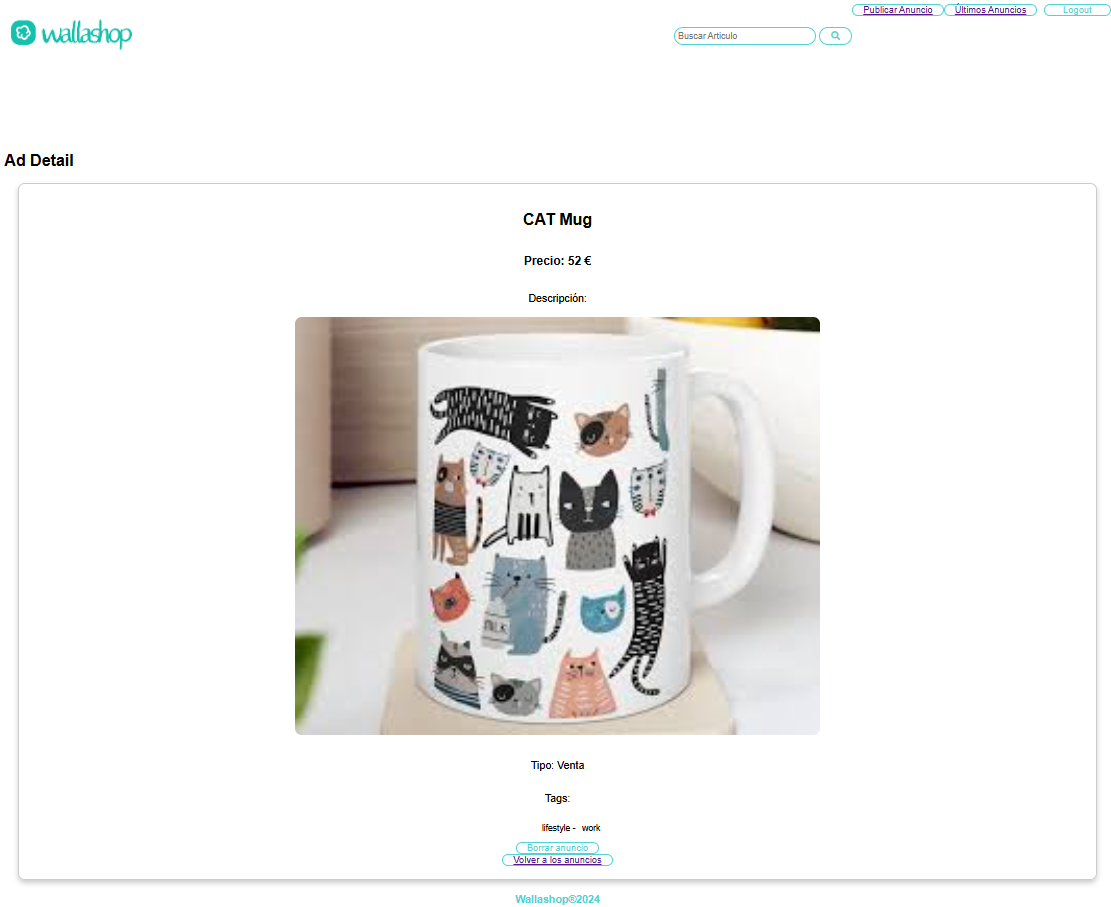 Publicar Anuncio Últimos Anuncios Logout
wallashop
Buscar Articulo
Ad Detail
CAT Mug
Precio: 52 €
Descripción:
MILK
Tipo: Venta
Tags:
lifestyle - work
Borrar anuncio
Volver a los anuncios
Wallashop®2024